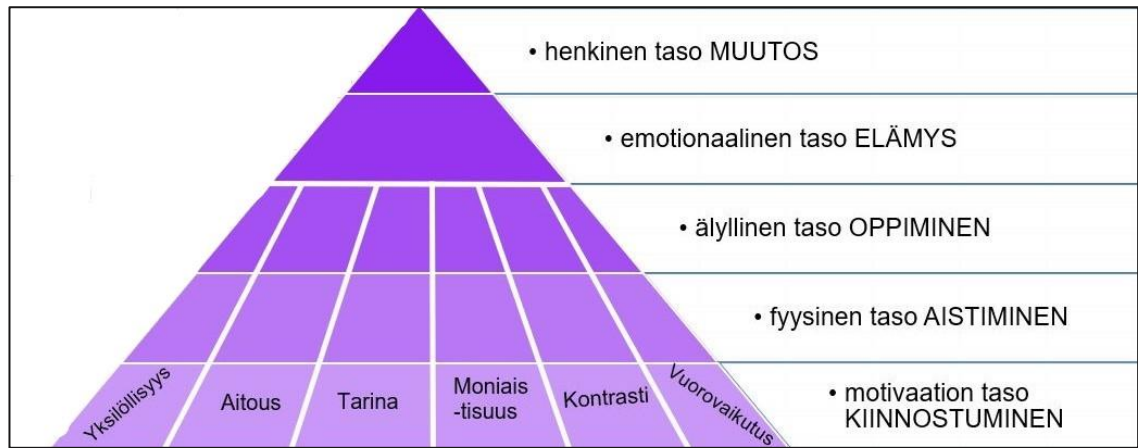 • henkinen taso MUUTOS
• emotionaalinen taso ELÄMYS
• älyllinen taso OPPIMINEN
• fyysinen taso AISTIMINEN
• motivaation taso
KIINNOSTUMINEN
Yksilöllisyys
Aitous
Tarina
Moniais
-tisuus
Kontrasti
Vuorovaikutus